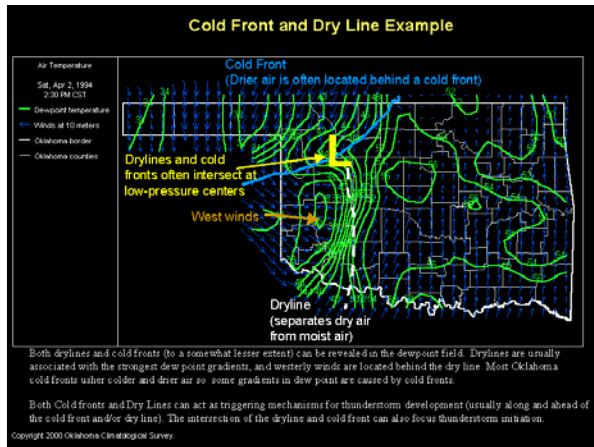 Cold Front and Dry Line Example
Air Temperature
Sat, Apr 2, 1994
2:30 PM CST
Dewpoint temperature
Winds at 10 meters
Oklahoma border
Oklahoma counties
Cold Front
(Drier air is often located behind a cold front)
L
Drylines and cold
fronts often intersect at
low-pressure centers
West winds
Dryline
(separates dry air
from moist air)
Both drylines and cold fronts (to a somewhat lesser extent) can be revealed in the dewpoint field. Drylines are usually
associated with the strongest dew point gradients, and westerly winds are located behind the dry line. Most Oklahoma
cold fronts usher colder and drier air so some gradients in dew point are caused by cold fronts.
Both Cold fronts and Dry Lines can act as triggering mechanisms for thunderstorm development (usually along and ahead of
the cold front and/or dry line). The intersection of the dryline and cold front can also focus thunderstorm initiation.
Copyright 2000 Oklahoma Climatological Survey.